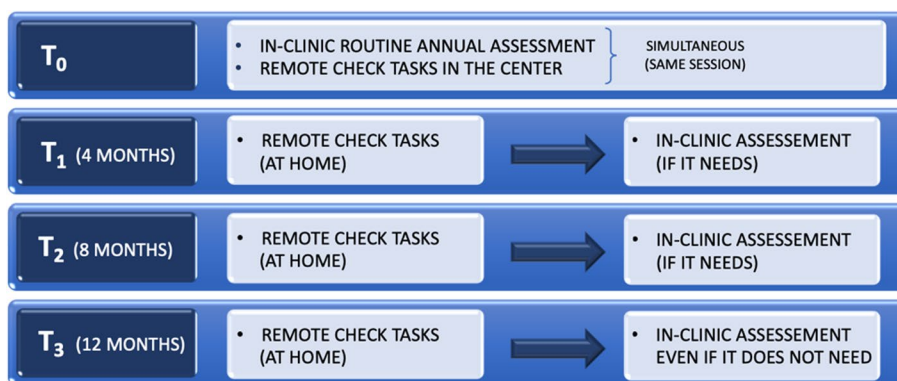 T0
• IN-CLINIC ROUTINE ANNUAL ASSESSMENT
• REMOTE CHECK TASKS IN THE CENTER
SIMULTANEOUS
(SAME SESSION)
T1 (4 MONTHS)
• REMOTE CHECK TASKS
(AT HOME)
• IN-CLINIC ASSESSEMENT
(IF IT NEEDS)
T2 (8 MONTHS)
• REMOTE CHECK TASKS
(AT HOME)
• IN-CLINIC ASSESSEMENT
(IF IT NEEDS)
T3 (12 MONTHS)
• REMOTE CHECK TASKS
(AT HOME)
• IN-CLINIC ASSESSEMENT
EVEN IF IT DOES NOT NEED